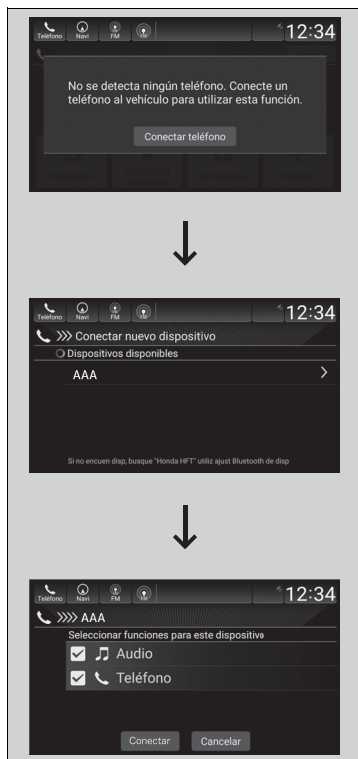 Teléfono Navi FM 12:34
No se detecta ningún teléfono. Conecte un
teléfono al vehículo para utilizar esta función.
Conectar teléfono
Teléfono Navi FM 12:34
Conectar nuevo dispositivo
Dispositivos disponibles
AAA
Si no encuen disp, busque "Honda HFT" utiliz ajust Bluetooth de disp
Teléfono Navi FM 12:34
AAA
Seleccionar funciones para este dispositivo
Audio
Teléfono
Conectar Cancelar